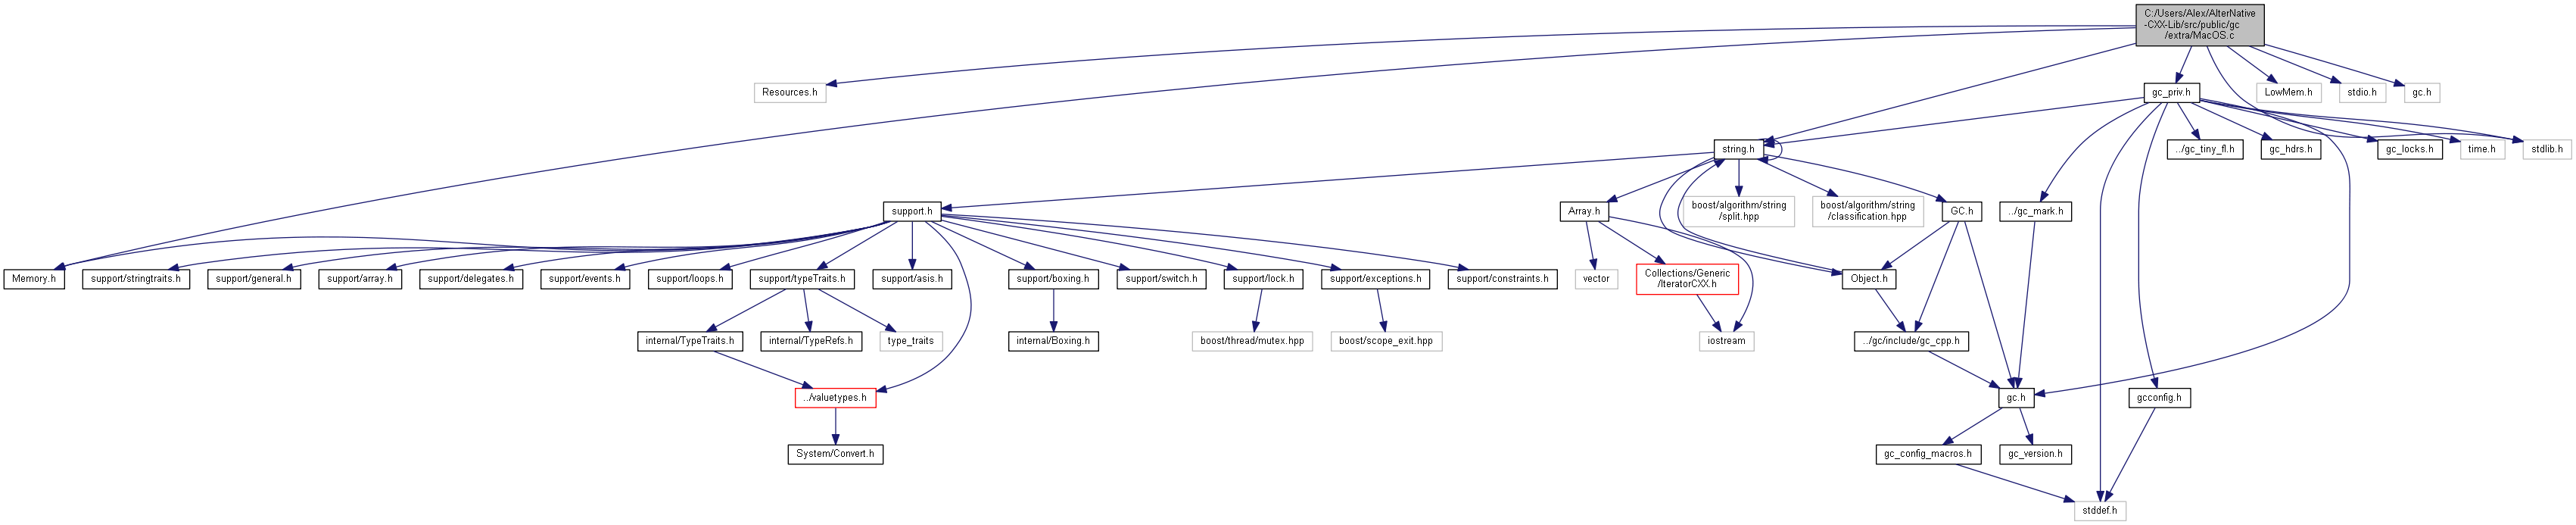 C:/Users/Alex/AlterNative
-CXX-Lib/src/public/gc
/extra/MacOS.c
Resources.h
gc_priv.h
LowMem.h
stdio.h
gc.h
string.h
../gc_tiny_fl.h
gc_hdrs.h
gc_locks.h
time.h
stdlib.h
support.h
Array.h
boost/algorithm/string
/split.hpp
boost/algorithm/string
/classification.hpp
GC.h
../gc_mark.h
Memory.h
support/stringtraits.h
support/general.h
support/array.h
support/delegates.h
support/events.h
support/loops.h
support/typeTraits.h
support/asis.h
support/boxing.h
support/switch.h
support/lock.h
support/exceptions.h
support/constraints.h
vector
Collections/Generic
/IteratorCXX.h
Object.h
internal/TypeTraits.h
internal/TypeRefs.h
type_traits
internal/Boxing.h
boost/thread/mutex.hpp
boost/scope_exit.hpp
iostream
../gc/include/gc_cpp.h
../valuetypes.h
gc.h
gcconfig.h
System/Convert.h
gc_config_macros.h
gc_version.h
stddef.h